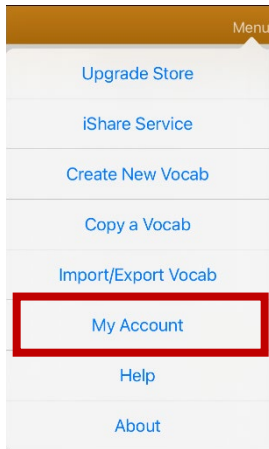 Menu
Upgrade Store
iShare Service
Create New Vocab
Copy a Vocab
Import/Export Vocab
My Account
Help
About